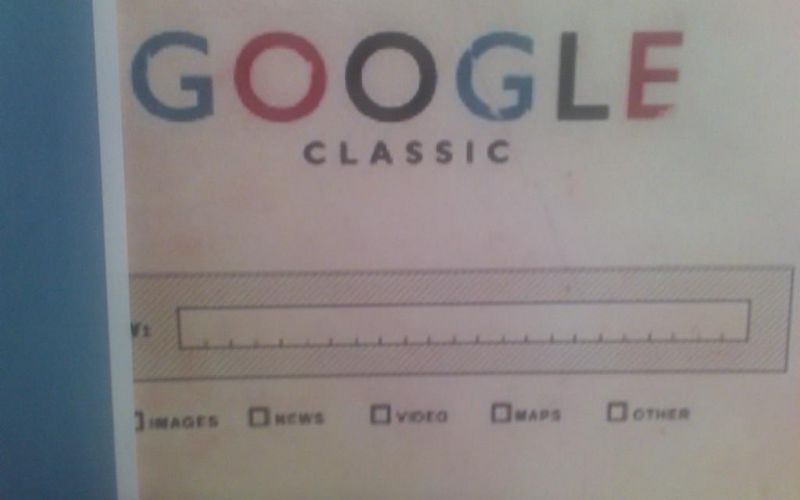 GOOGLE
CLASSIC
IMAGES NEWS VIDEO MAPS OTHER